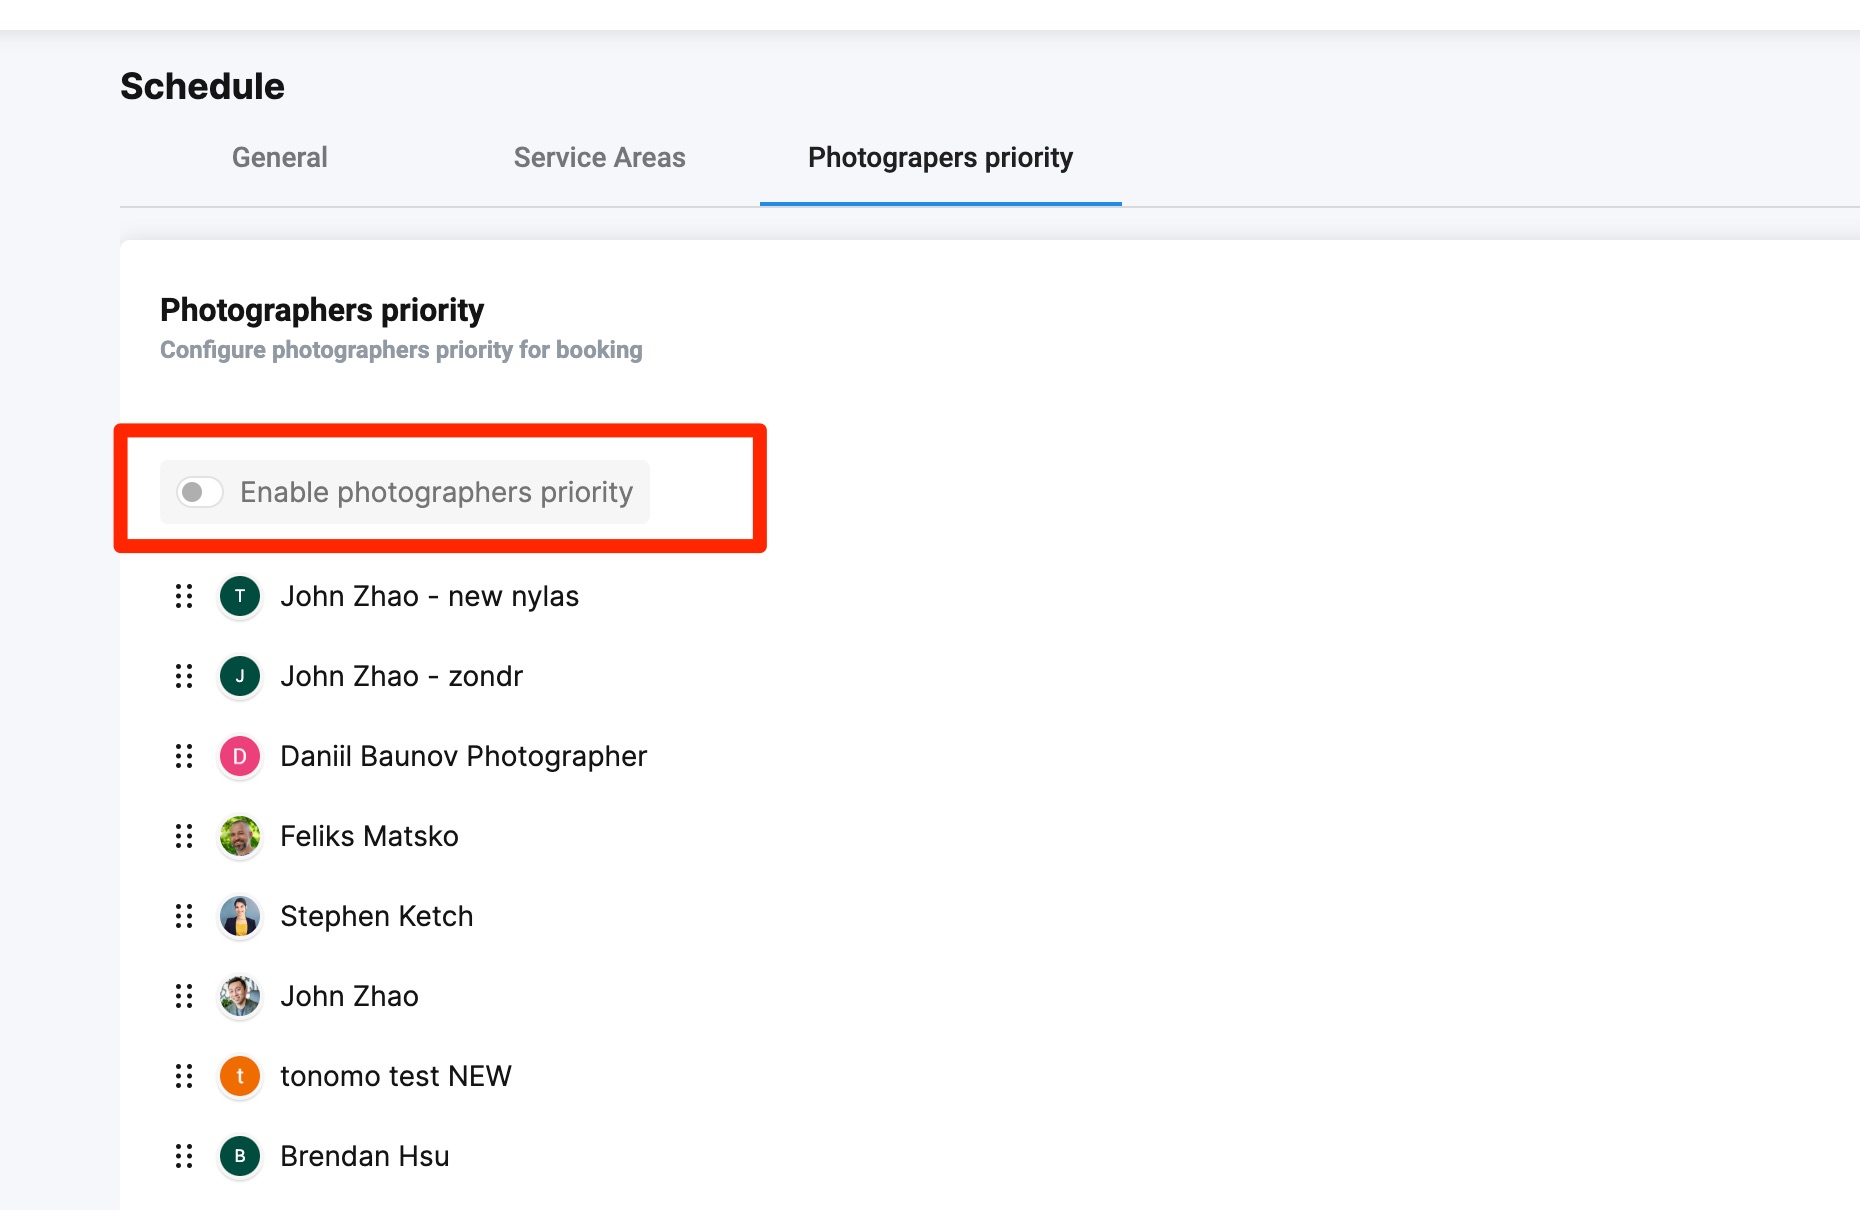 Schedule
General Service Areas Photograpers priority
Photographers priority
Configure photographers priority for booking
Enable photographers priority
T John Zhao - new nylas
J John Zhao - zondr
D Daniil Baunov Photographer
Feliks Matsko
Stephen Ketch
John Zhao
t tonomo test NEW
B Brendan Hsu